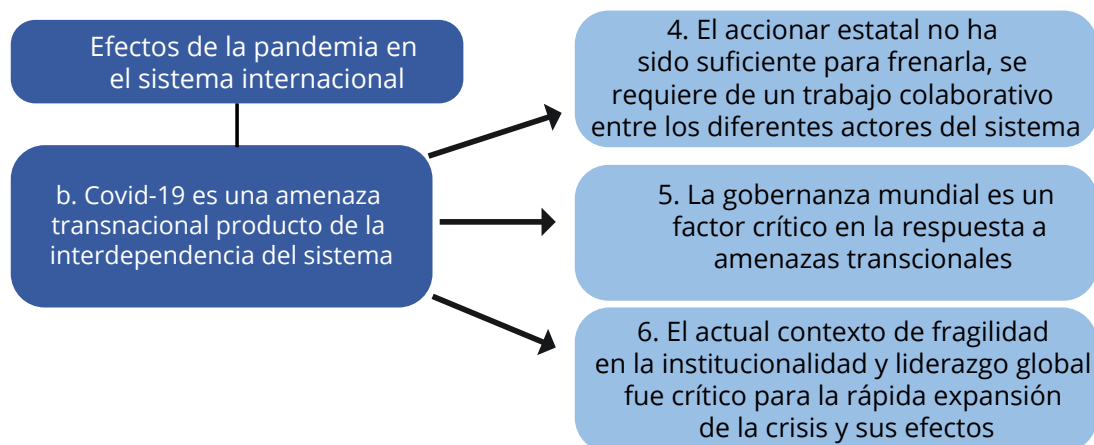 Efectos de la pandemia en
el sistema internacional
b. Covid-19 es una amenaza
transnacional producto de la
interdependencia del sistema
4. El accionar estatal no ha
sido suficiente para frenarla, se
requiere de un trabajo colaborativo
entre los diferentes actores del sistema
5. La gobernanza mundial es un
factor crítico en la respuesta a
amenazas transcionales
6. El actual contexto de fragilidad
en la institucionalidad y liderazgo global
fue crítico para la rápida expansión
de la crisis y sus efectos